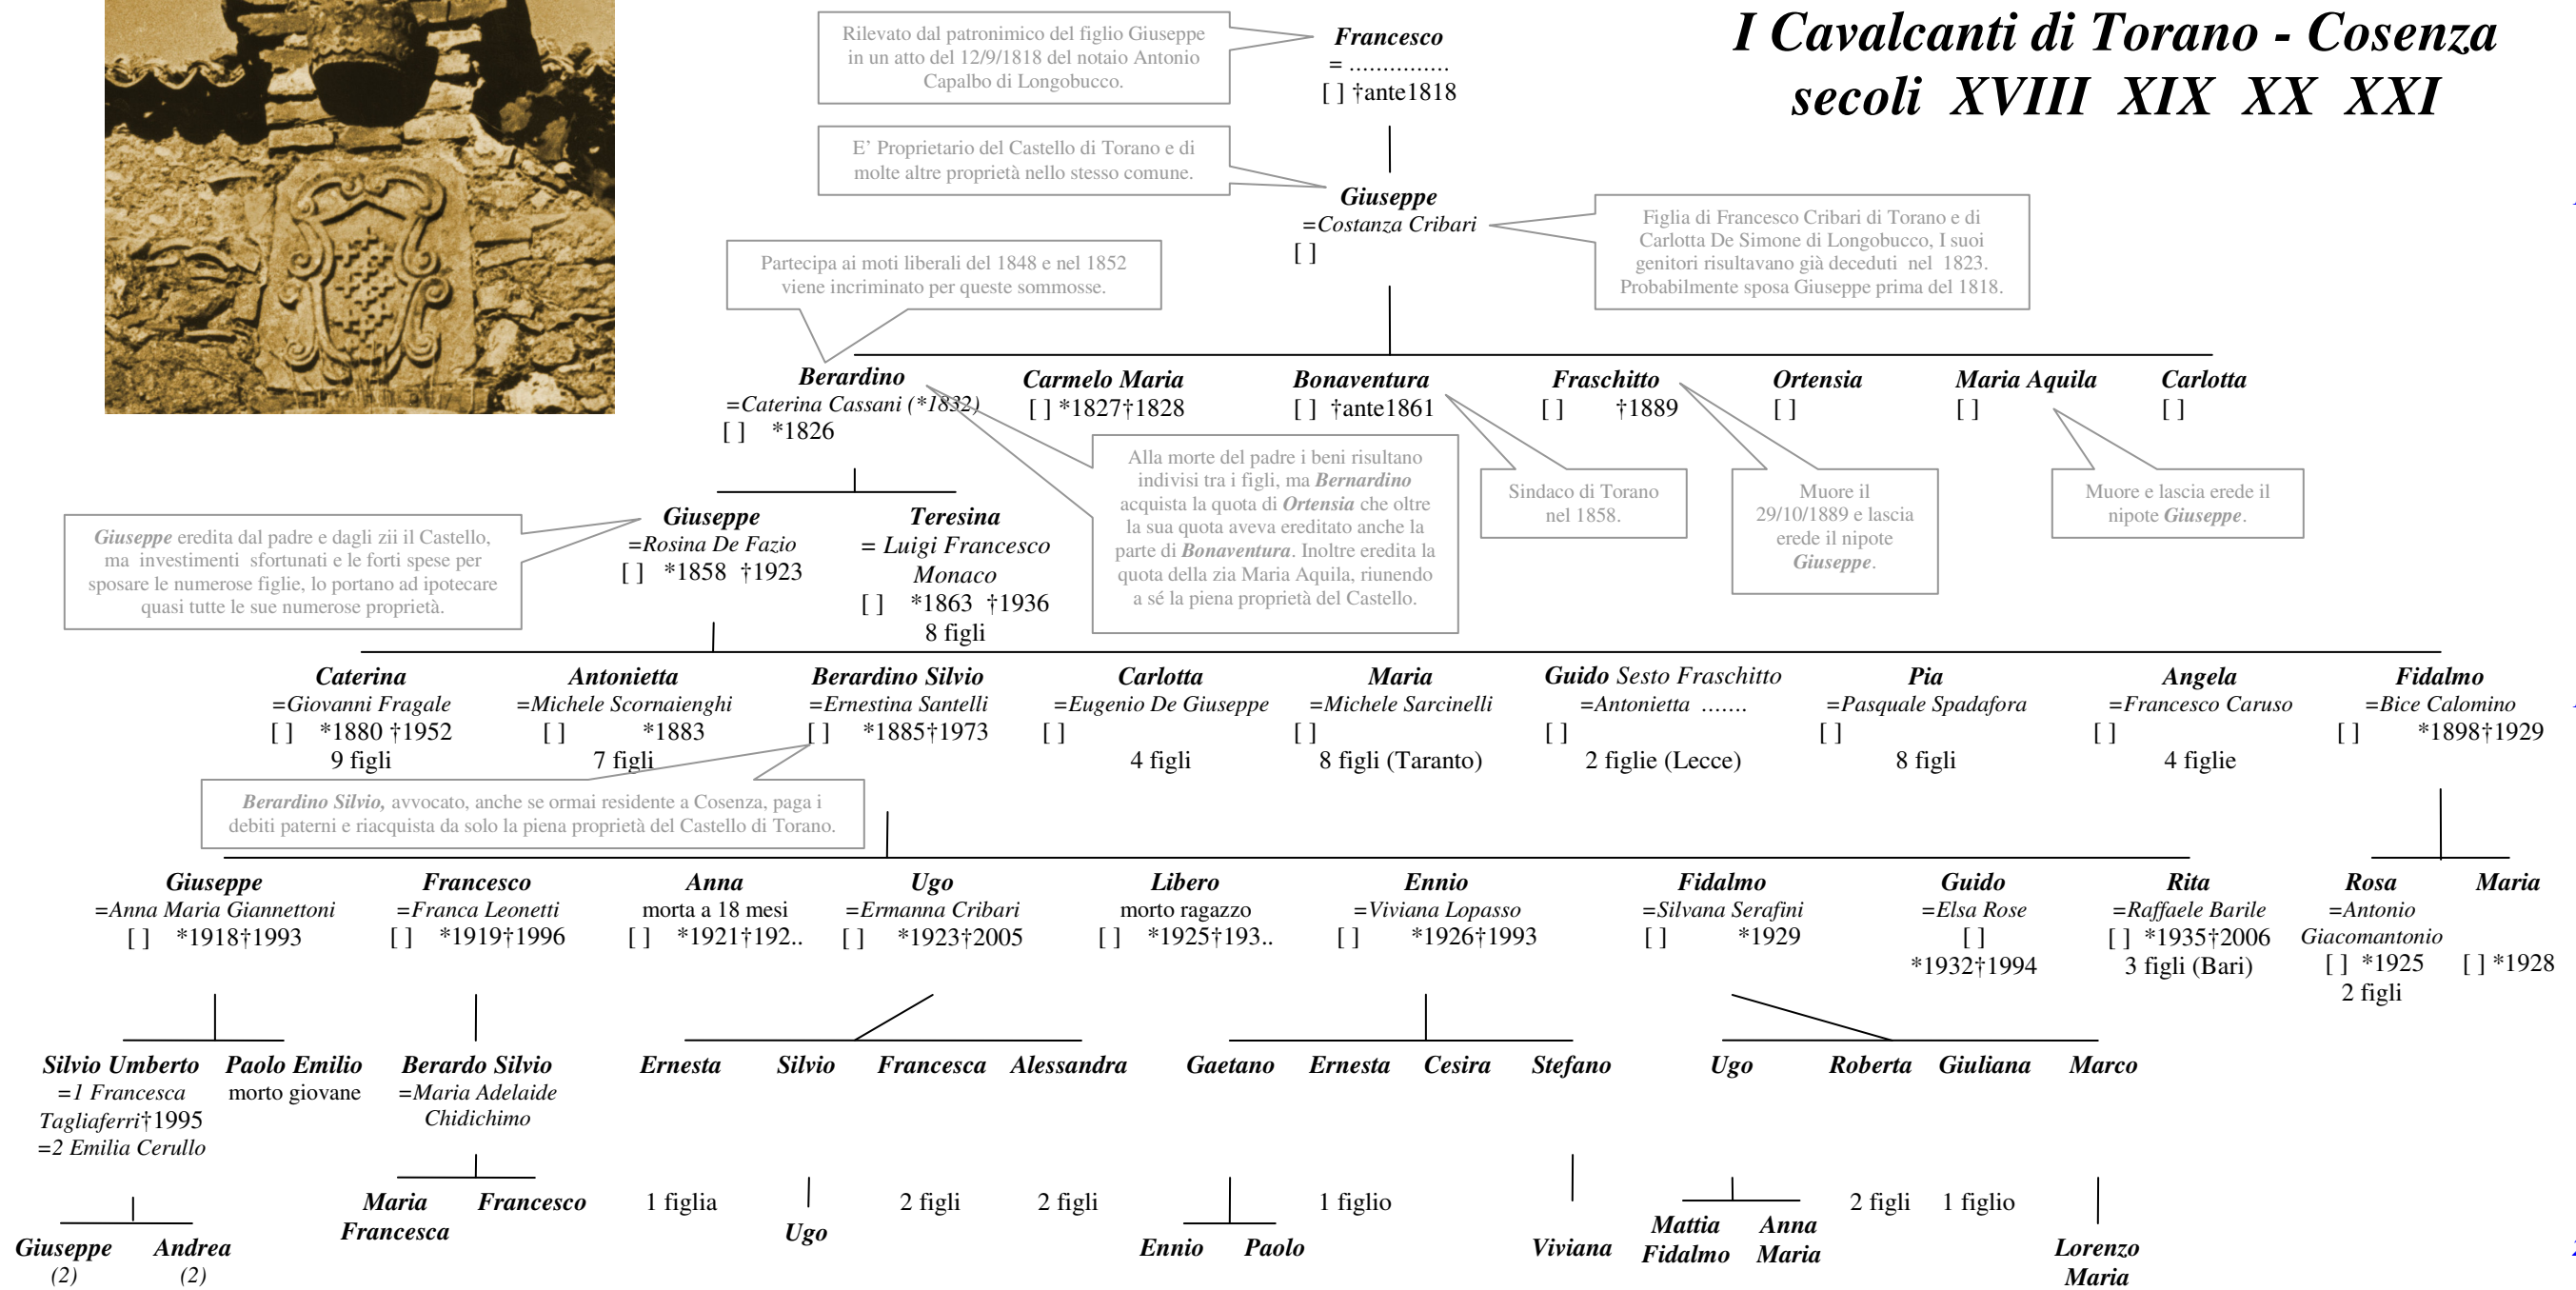 I Cavalcanti di Torano - Cosenza
secoli XVIII XIX XX XXI
Rilevato dal patronimico del figlio Giuseppe
in un atto del 12/9/1818 del notaio Antonio
Capalbo di Longobucco.
Francesco
= ...............
[ ] †ante1818
E' Proprietario del Castello di Torano e di
molte altre proprietà nello stesso comune.
Giuseppe
=Costanza Cribari
[ ]
Figlia di Francesco Cribari di Torano e di
Carlotta De Simone di Longobucco, I suoi
genitori risultavano già deceduti nel 1823.
Probabilmente sposa Giuseppe prima del 1818.
Partecipa ai moti liberali del 1848 e nel 1852
viene incriminato per queste sommosse.
Berardino
=Caterina Cassani (*1832)
[ ] *1826
Carmelo Maria
[ ] *1827†1828
Bonaventura
[ ] †ante1861
Fraschitto
[ ] †1889
Ortensia
[ ]
Maria Aquila
[ ]
Carlotta
[ ]
Alla morte del padre i beni risultano
indivisi tra i figli, ma Bernardino
acquista la quota di Ortensia che oltre
la sua quota aveva ereditato anche la
parte di Bonaventura. Inoltre eredita la
quota della zia Maria Aquila, riunendo
a sé la piena proprietà del Castello.
Sindaco di Torano
nel 1858.
Muore il
29/10/1889 e lascia
erede il nipote
Giuseppe.
Muore e lascia erede il
nipote Giuseppe.
Giuseppe eredita dal padre e dagli zii il Castello,
ma investimenti sfortunati e le forti spese per
sposare le numerose figlie, lo portano ad ipotecare
quasi tutte le sue numerose proprietà.
Giuseppe
=Rosina De Fazio
[ ] *1858 †1923
Teresina
= Luigi Francesco
Monaco
[ ] *1863 †1936
8 figli
Caterina
=Giovanni Fragale
[ ] *1880 †1952
9 figli
Antonietta
=Michele Scornaienghi
[ ] *1883
7 figli
Berardino Silvio
=Ernestina Santelli
[ ] *1885†1973
Carlotta
=Eugenio De Giuseppe
[ ]
4 figli
Maria
=Michele Sarcinelli
[ ]
8 figli (Taranto)
Guido Sesto Fraschitto
=Antonietta .......
[ ]
2 figlie (Lecce)
Pia
=Pasquale Spadafora
[ ]
8 figli
Angela
=Francesco Caruso
[ ]
4 figlie
Fidalmo
=Bice Calomino
[ ] *1898†1929
Berardino Silvio, avvocato, anche se ormai residente a Cosenza, paga i
debiti paterni e riacquista da solo la piena proprietà del Castello di Torano.
Giuseppe
=Anna Maria Giannettoni
[ ] *1918†1993
Francesco
=Franca Leonetti
[ ] *1919†1996
Anna
morta a 18 mesi
[ ] *1921†192..
Ugo
=Ermanna Cribari
[ ] *1923†2005
Libero
morto ragazzo
[ ] *1925†193..
Ennio
=Viviana Lopasso
[ ] *1926†1993
Fidalmo
=Silvana Serafini
[ ] *1929
Guido
=Elsa Rose
[ ]
*1932†1994
Rita
=Raffaele Barile
[ ] *1935†2006
3 figli (Bari)
Rosa
=Antonio
Giacomantonio
[ ] *1925
2 figli
Maria
[ ] *1928
Silvio Umberto
=1 Francesca
Tagliaferri†1995
=2 Emilia Cerullo
Paolo Emilio
morto giovane
Berardo Silvio
=Maria Adelaide
Chidichimo
Ernesta
Silvio
Francesca
Alessandra
Gaetano
Ernesta
Cesira
Stefano
Ugo
Roberta
Giuliana
Marco
Giuseppe
(2)
Andrea
(2)
Maria
Francesca
Francesco
1 figlia
Ugo
2 figli
2 figli
Ennio
Paolo
1 figlio
Viviana
Mattia
Fidalmo
Anna
Maria
2 figli
1 figlio
Lorenzo
Maria